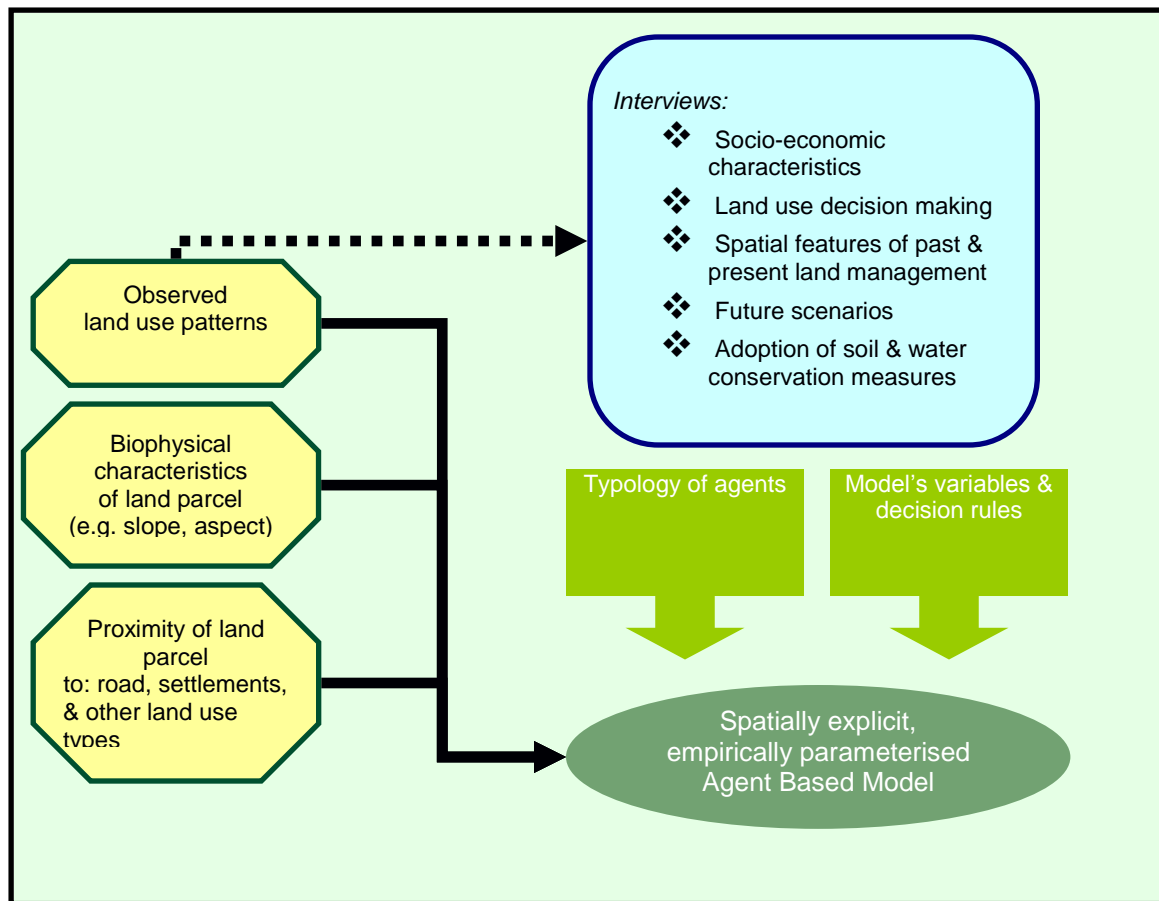 Interviews:
❖ Socio-economic
characteristics
❖ Land use decision making
❖ Spatial features of past &
present land management
❖ Future scenarios
❖ Adoption of soil & water
conservation measures
Observed
land use patterns
Biophysical
characteristics
of land parcel
(e.g. slope, aspect)
Proximity of land
parcel
to: road, settlements,
& other land use
types
Typology of agents
Model's variables &
decision rules
Spatially explicit,
empirically parameterised
Agent Based Model